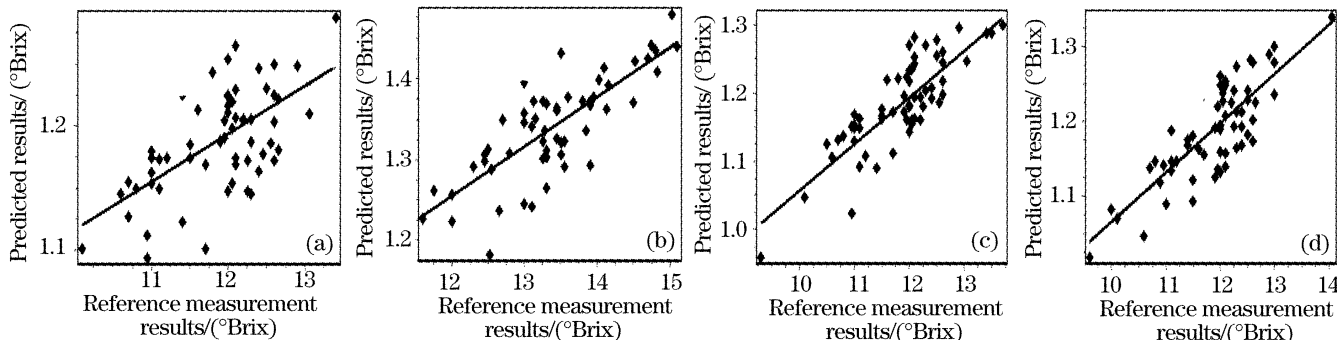 Predicted results/ (°Brix)
1.2
1.1
11
12
13
(a)
Reference measurement
results/(°Brix)
Predicted results/ (°Brix)
1.4
1.3
1.2
12
13
14
15
(b)
Reference measurement
results/(°Brix)
Predicted results/ (°Brix)
1.3
1.2
1.1
1.0
10
11
12
13
(c)
Reference measurement
results/(°Brix)
Predicted results/ (°Brix)
1.3
1.2
1.1
10
11
12
13
14
(d)
Reference measurement
results/(°Brix)